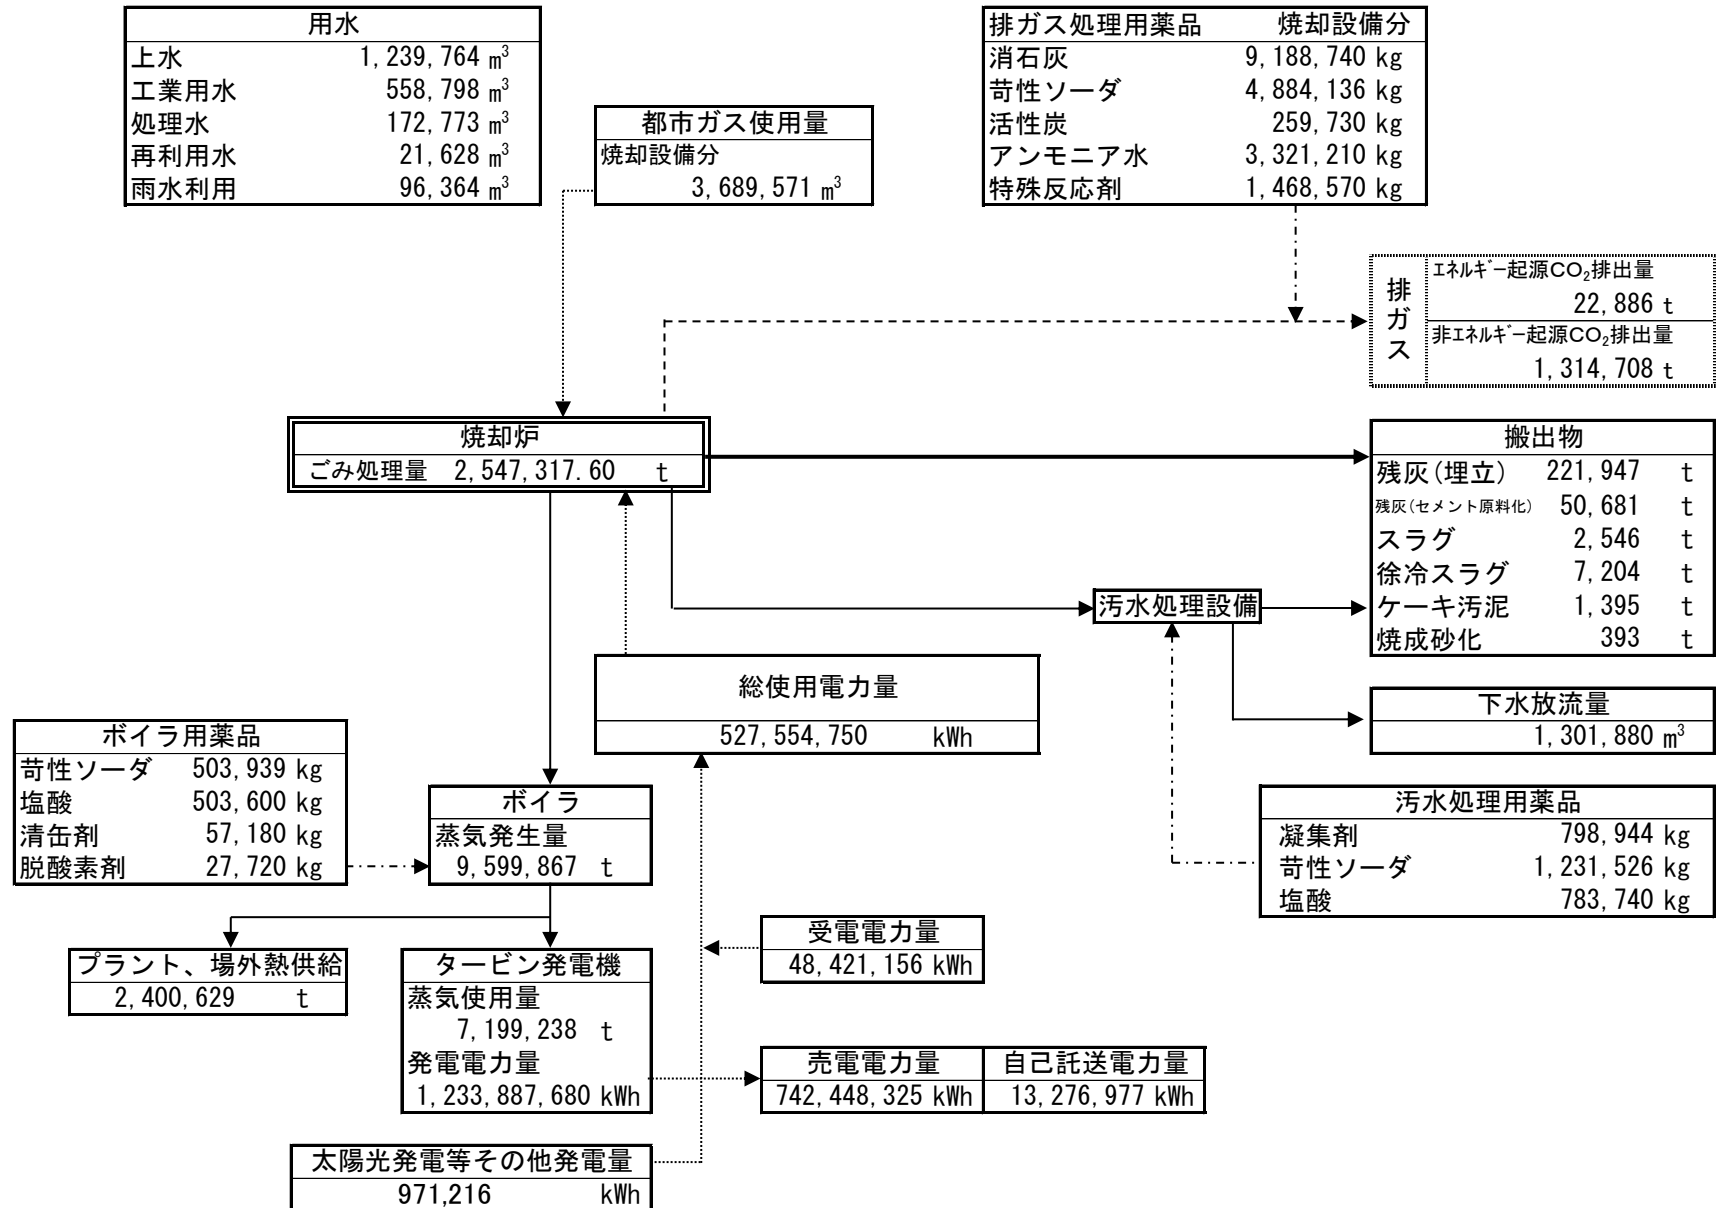 用水
上水 1,239,764 m³
工業用水 558,798 m³
処理水 172,773 m³
再利用水 21,628 m³
雨水利用 96,364 m³
都市ガス使用量
焼却設備分
3,689,571 m³
排ガス処理用薬品 焼却設備分
消石灰 9,188,740 kg
苛性ソーダ 4,884,136 kg
活性炭 259,730 kg
アンモニア水 3,321,210 kg
特殊反応剤 1,468,570 kg
排ガス
ｴﾈﾙｷﾞｰ起源CO₂排出量
22,886 t
非ｴﾈﾙｷﾞｰ起源CO₂排出量
1,314,708 t
焼却炉
ごみ処理量 2,547,317.60 t
搬出物
残灰(埋立) 221,947 t
残灰(セメント原料化) 50,681 t
スラグ 2,546 t
徐冷スラグ 7,204 t
ケーキ汚泥 1,395 t
焼成砂化 393 t
汚水処理設備
総使用電力量
527,554,750 kWh
下水放流量
1,301,880 m³
ボイラ用薬品
苛性ソーダ 503,939 kg
塩酸 503,600 kg
清缶剤 57,180 kg
脱酸素剤 27,720 kg
ボイラ
蒸気発生量
9,599,867 t
汚水処理用薬品
凝集剤 798,944 kg
苛性ソーダ 1,231,526 kg
塩酸 783,740 kg
プラント、場外熱供給
2,400,629 t
タービン発電機
蒸気使用量
7,199,238 t
発電電力量
1,233,887,680 kWh
受電電力量
48,421,156 kWh
売電電力量 自己託送電力量
742,448,325 kWh 13,276,977 kWh
太陽光発電等その他発電量
971,216 kWh